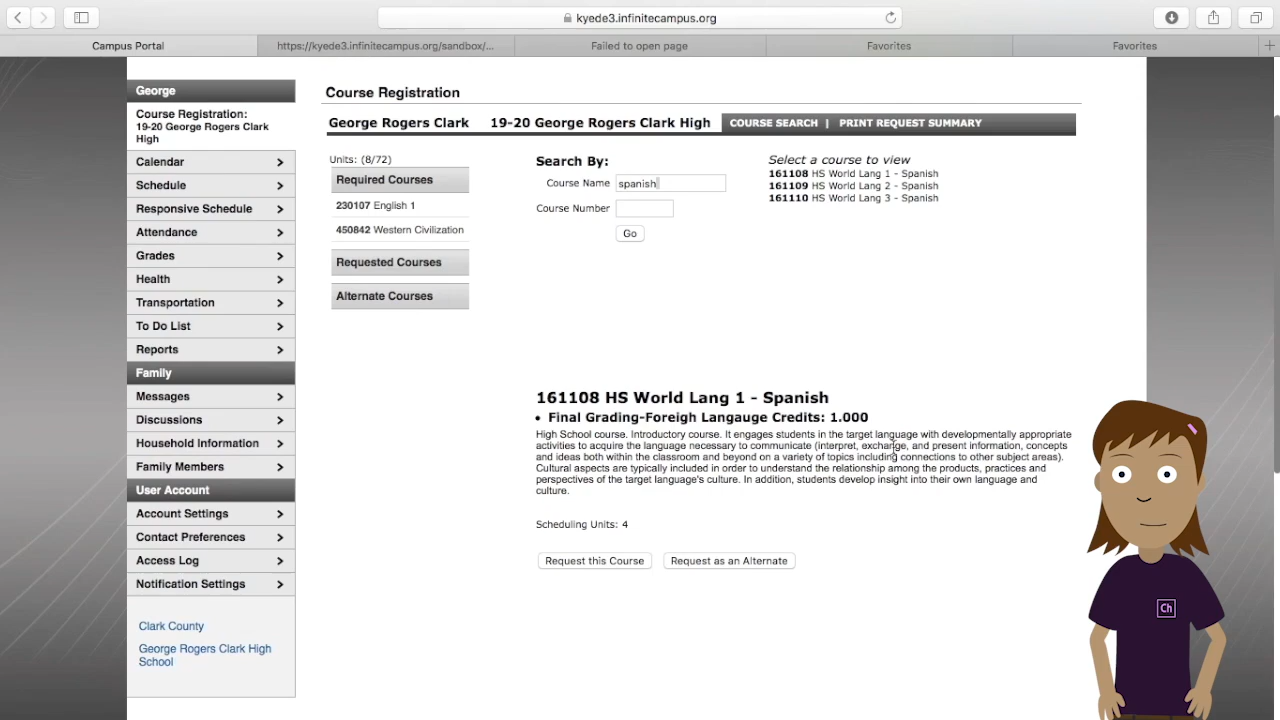 kyede3.infinitecampus.org
Campus Portal
https://kyede3.infinitecampus.org/sandbox/...
Failed to open page
Favorites
Favorites
George
Course Registration:
19-20 George Rogers Clark
High
Calendar
Schedule
Responsive Schedule
Attendance
Grades
Health
Transportation
To Do List
Reports
Family
Messages
Discussions
Household Information
Family Members
User Account
Account Settings
Contact Preferences
Access Log
Notification Settings
Clark County
George Rogers Clark High
School
Course Registration
George Rogers Clark 19-20 George Rogers Clark High COURSE SEARCH | PRINT REQUEST SUMMARY
Units: (8/72)
Required Courses
230107 English 1
450842 Western Civilization
Requested Courses
Alternate Courses
Search By:
Course Name spanish
Course Number
Go
Select a course to view
161108 HS World Lang 1 - Spanish
161109 HS World Lang 2 - Spanish
161110 HS World Lang 3 - Spanish
161108 HS World Lang 1 - Spanish
• Final Grading-Foreigh Langauge Credits: 1.000
High School course. Introductory course. It engages students in the target language with developmentally appropriate
activities to acquire the language necessary to communicate (interpret, exchange, and present information, concepts
and ideas both within the classroom and beyond on a variety of topics including connections to other subject areas).
Cultural aspects are typically included in order to understand the relationship among the products, practices and
perspectives of the target language's culture. In addition, students develop insight into their own language and
culture.
Scheduling Units: 4
Request this Course Request as an Alternate
Ch